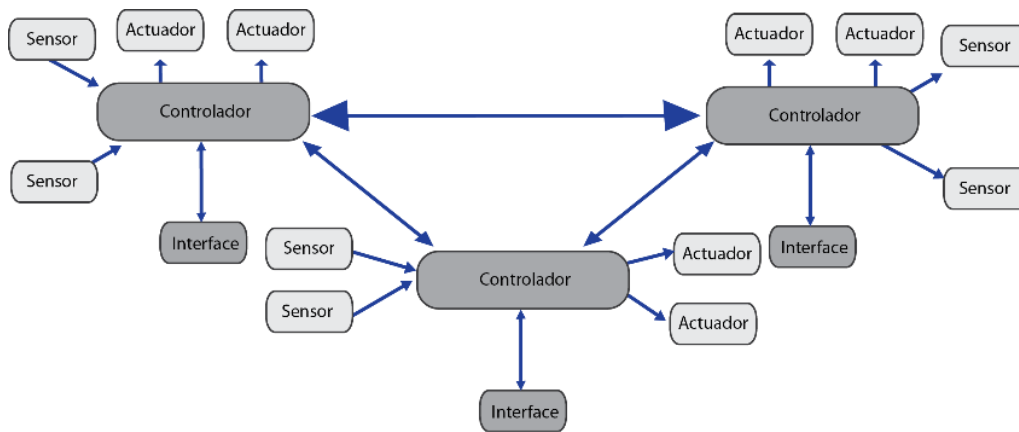 Sensor
Actuador
Actuador
Controlador
Sensor
Interface
Actuador
Actuador
Sensor
Controlador
Sensor
Interface
Sensor
Sensor
Controlador
Actuador
Actuador
Interface